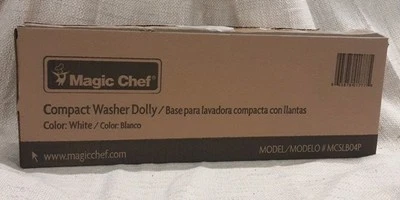 Magic Chef®
Compact Washer Dolly / Base para lavadora compacta con llantas
Color: White / Color: Blanco
www.magicchef.com
MODEL/MODELO # MCSLB04P